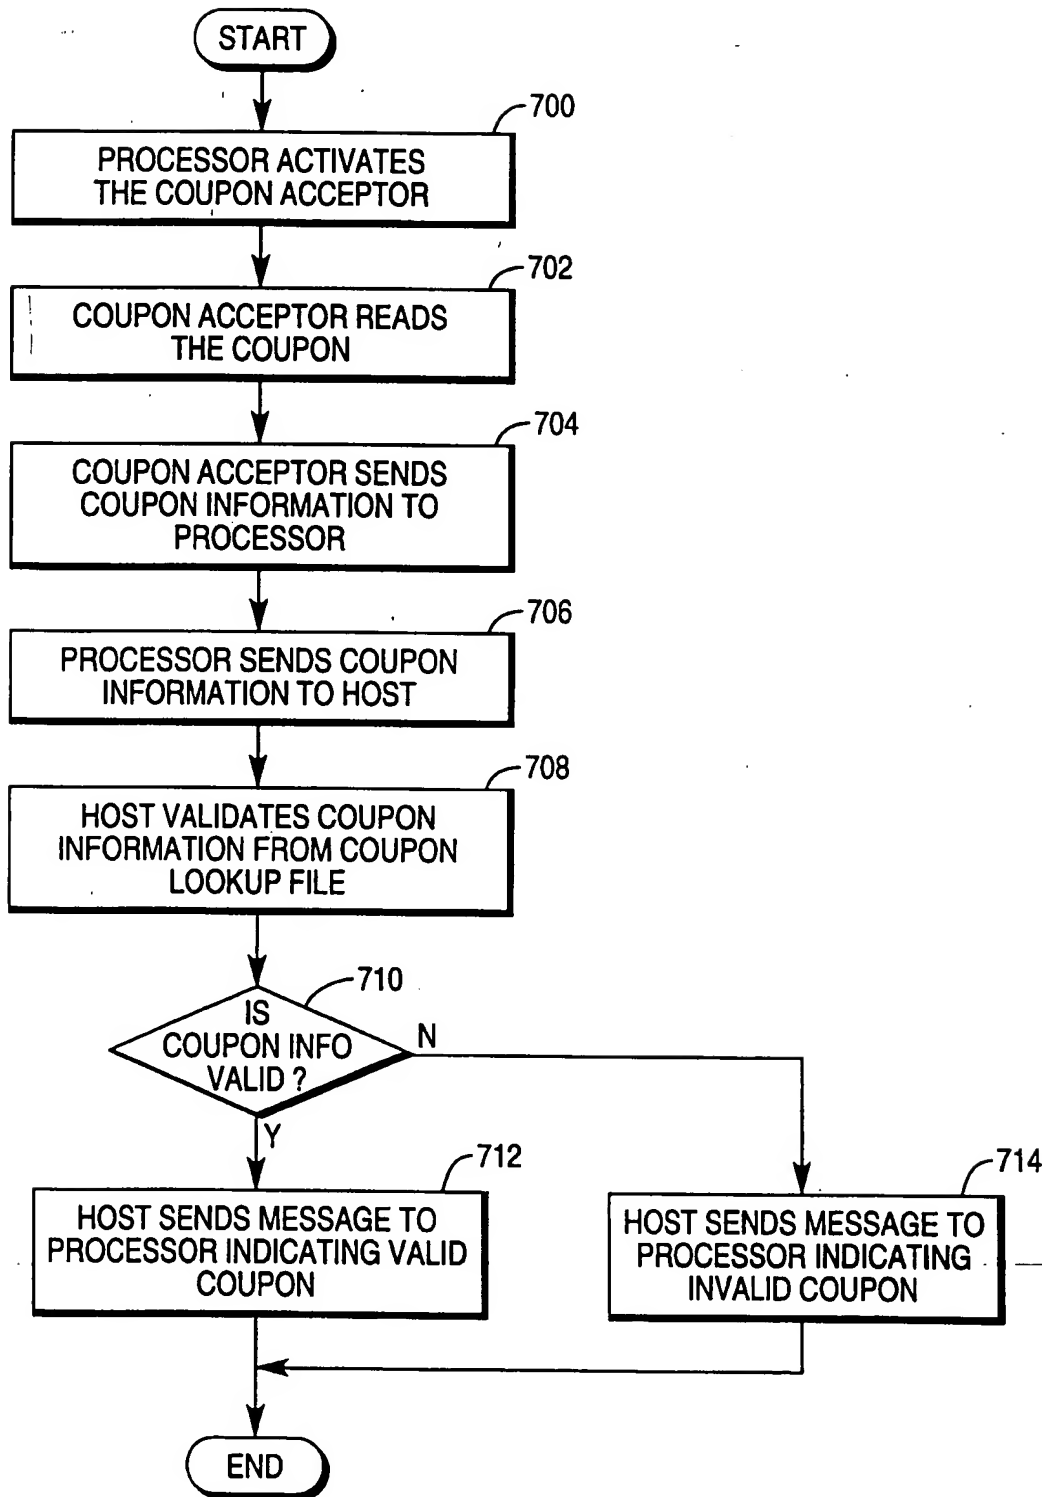 START
700
PROCESSOR ACTIVATES
THE COUPON ACCEPTOR
702
COUPON ACCEPTOR READS
THE COUPON
704
COUPON ACCEPTOR SENDS
COUPON INFORMATION TO
PROCESSOR
706
PROCESSOR SENDS COUPON
INFORMATION TO HOST
708
HOST VALIDATES COUPON
INFORMATION FROM COUPON
LOOKUP FILE
710
IS
COUPON INFO
VALID ?
N
Y
712
HOST SENDS MESSAGE TO
PROCESSOR INDICATING VALID
COUPON
714
HOST SENDS MESSAGE TO
PROCESSOR INDICATING
INVALID COUPON
END